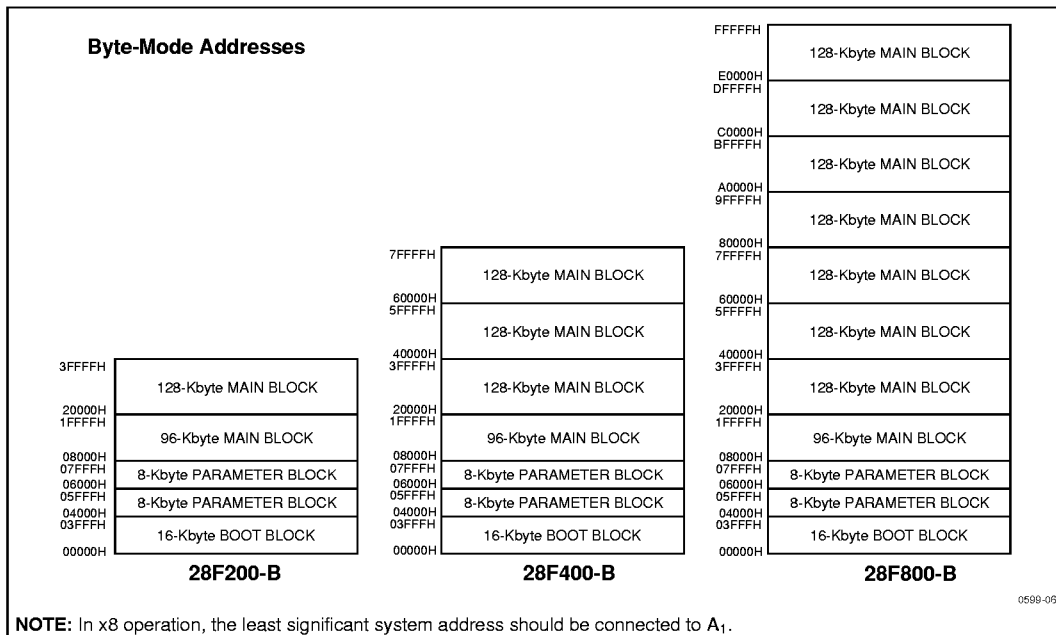 Byte-Mode Addresses
3FFFFH
128-Kbyte MAIN BLOCK
20000H
1FFFFH
96-Kbyte MAIN BLOCK
08000H
07FFFH
8-Kbyte PARAMETER BLOCK
06000H
05FFFH
8-Kbyte PARAMETER BLOCK
04000H
03FFFH
16-Kbyte BOOT BLOCK
00000H
28F200-B
7FFFFH
128-Kbyte MAIN BLOCK
60000H
5FFFFH
128-Kbyte MAIN BLOCK
40000H
3FFFFH
128-Kbyte MAIN BLOCK
20000H
1FFFFH
96-Kbyte MAIN BLOCK
08000H
07FFFH
8-Kbyte PARAMETER BLOCK
06000H
05FFFH
8-Kbyte PARAMETER BLOCK
04000H
03FFFH
16-Kbyte BOOT BLOCK
00000H
28F400-B
FFFFFH
128-Kbyte MAIN BLOCK
E0000H
DFFFFH
128-Kbyte MAIN BLOCK
C0000H
BFFFFH
128-Kbyte MAIN BLOCK
A0000H
9FFFFH
128-Kbyte MAIN BLOCK
80000H
7FFFFH
128-Kbyte MAIN BLOCK
60000H
5FFFFH
128-Kbyte MAIN BLOCK
40000H
3FFFFH
128-Kbyte MAIN BLOCK
20000H
1FFFFH
96-Kbyte MAIN BLOCK
08000H
07FFFH
8-Kbyte PARAMETER BLOCK
06000H
05FFFH
8-Kbyte PARAMETER BLOCK
04000H
03FFFH
16-Kbyte BOOT BLOCK
00000H
28F800-B
0599-06
NOTE: In x8 operation, the least significant system address should be connected to A₁.